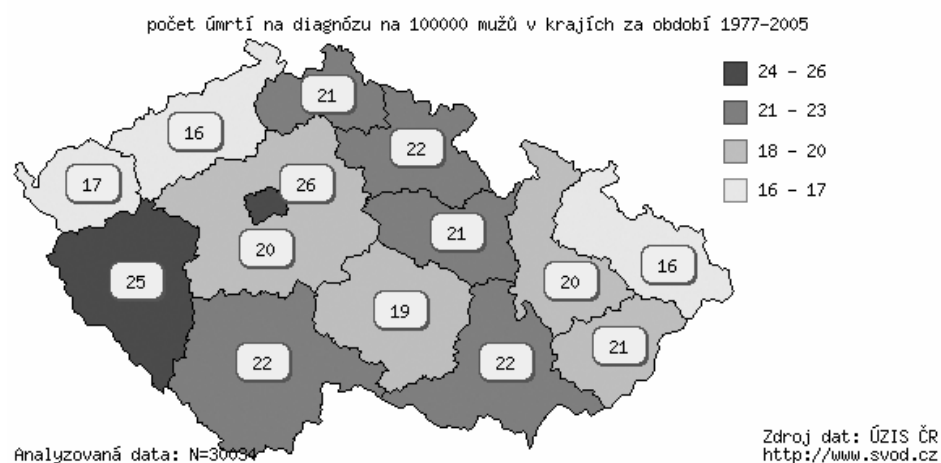 počet úmrtí na diagnózu na 100000 mužů v krajích za období 1977-2005
24 - 26
21 - 23
18 - 20
16 - 17
21
16
22
17
26
21
20
25
16
20
19
21
22
22
Analyzovaná data: N=30034
Zdroj dat: ÚZIS ČR
http://www.svod.cz